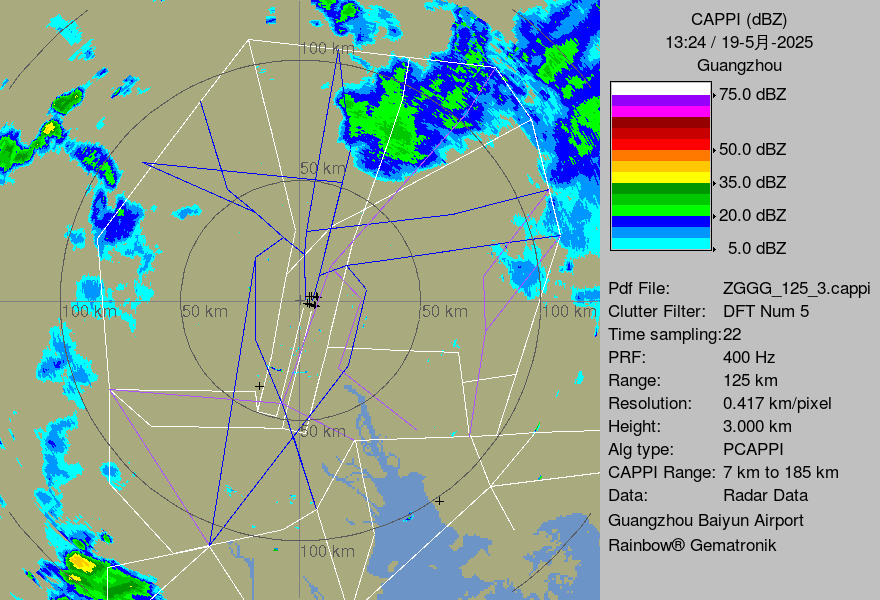 CAPPI (dBZ)
13:24 / 19-5月-2025
Guangzhou
75.0 dBZ
50.0 dBZ
35.0 dBZ
20.0 dBZ
5.0 dBZ
Pdf File: ZGGG_125_3.cappi
Clutter Filter: DFT Num 5
Time sampling:22
PRF: 400 Hz
Range: 125 km
Resolution: 0.417 km/pixel
Height: 3.000 km
Alg type: PCAPPI
CAPPI Range: 7 km to 185 km
Data: Radar Data
Guangzhou Baiyun Airport
Rainbow® Gematronik
100 km
50 km
100 km
50 km
50 km
100 km
50 km
100 km